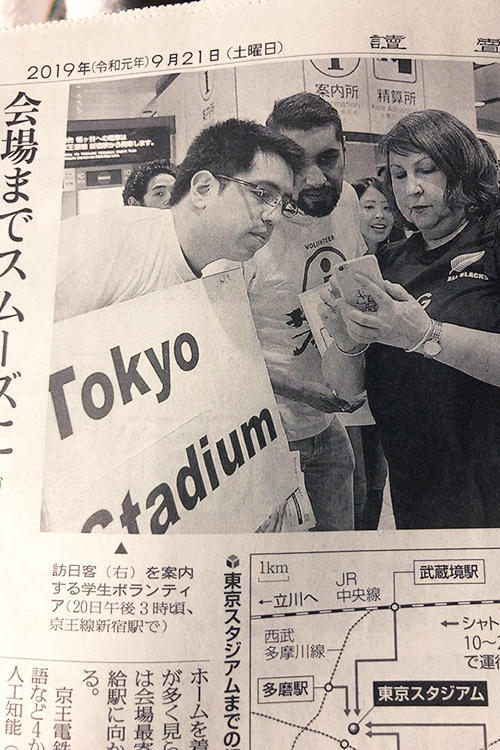 2019年(令和元年)9月21日(土曜日)
讀
会場までスムーズに
案内所
Information
精算所
Fare Adjustment
VOLUNTEER
ALL BLACKS
Tokyo
Stadium
▲
訪日客(右)を案内
する学生ボランティ
ア(20日午後3時頃、
京王線新宿駅で)
ホームを着
が多く見ら
は会場最寄
給駅に向か
る。
京王電鉄
語など4か
人工知能(
東京スタジアムまでの
1km
JR
中央線
武蔵境駅
←立川へ
西武
多摩川線
←シャト
10〜
で運行
多磨駅
東京スタジアム